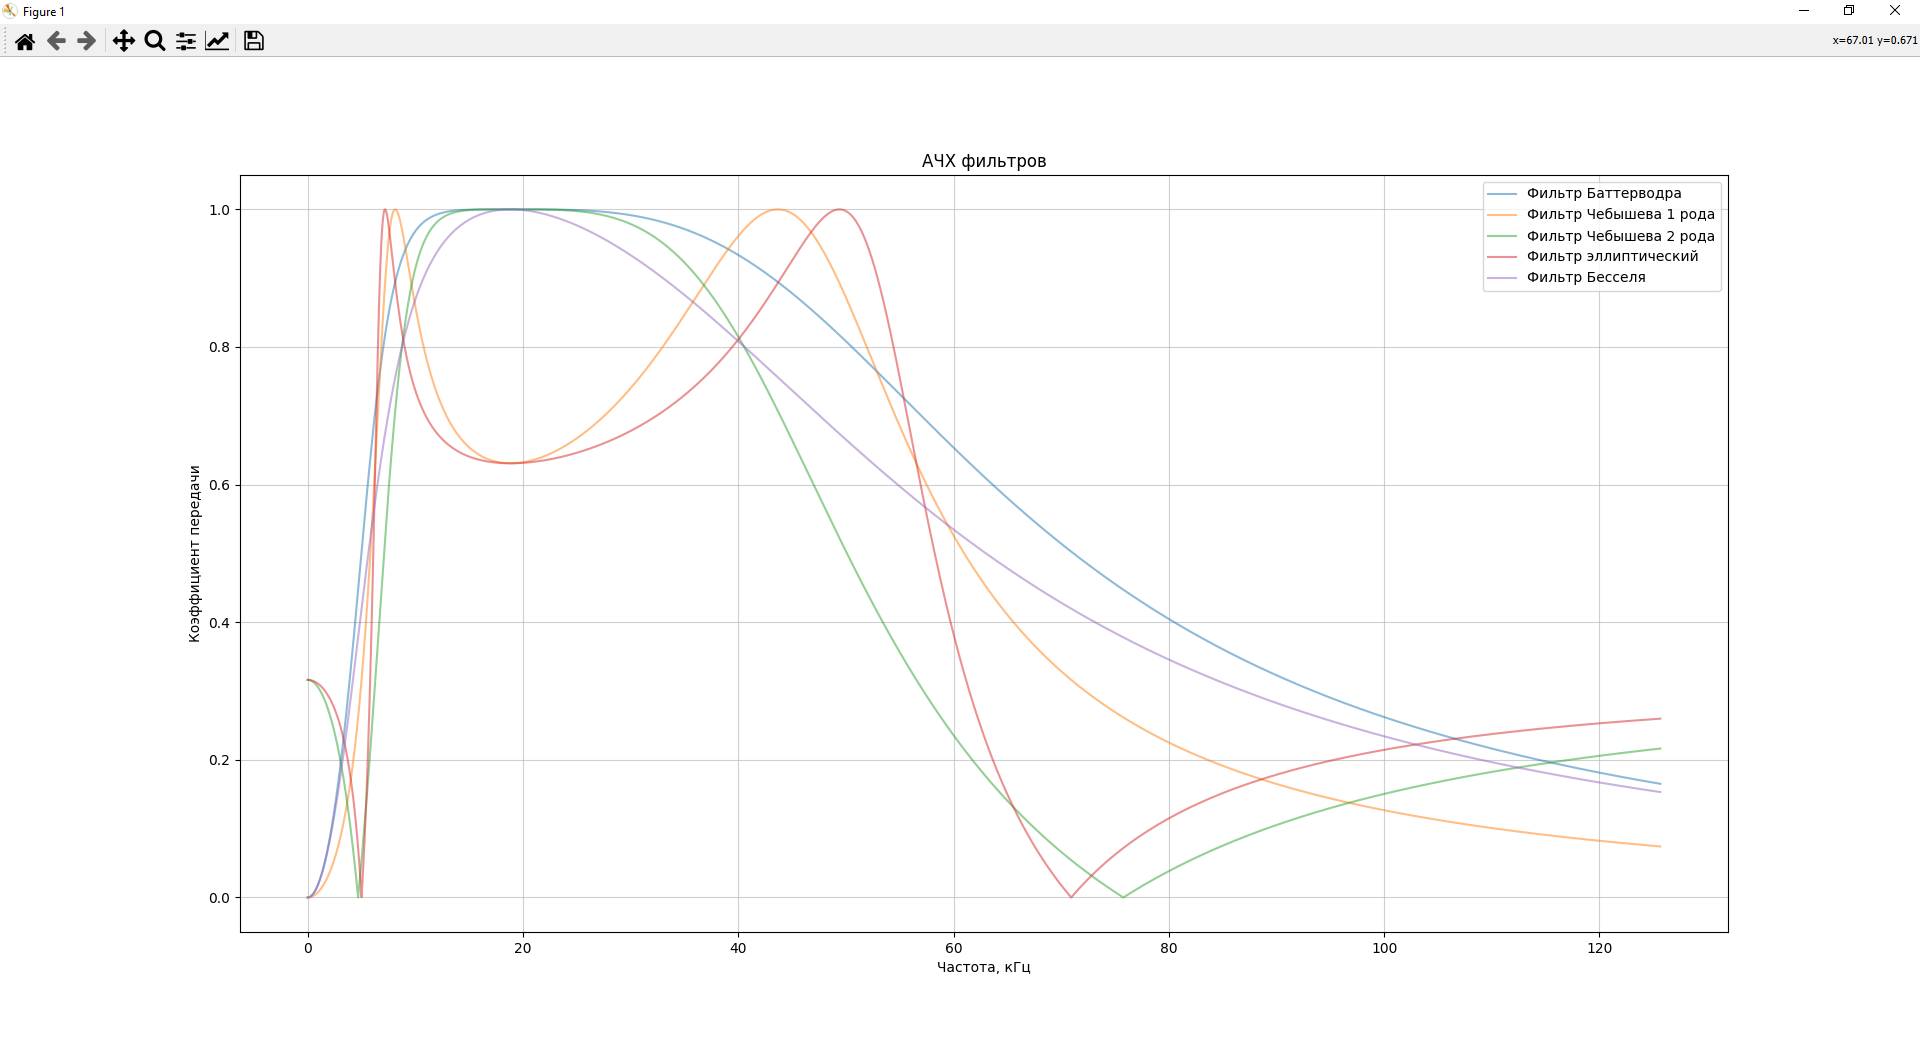 Figure 1
x=67.01 y=0.671
АЧХ фильтров
Фильтр Баттерводра
Фильтр Чебышева 1 рода
Фильтр Чебышева 2 рода
Фильтр эллиптический
Фильтр Бесселя
Коэффициент передачи
1.0
0.8
0.6
0.4
0.2
0.0
0 20 40 60 80 100 120
Частота, кГц